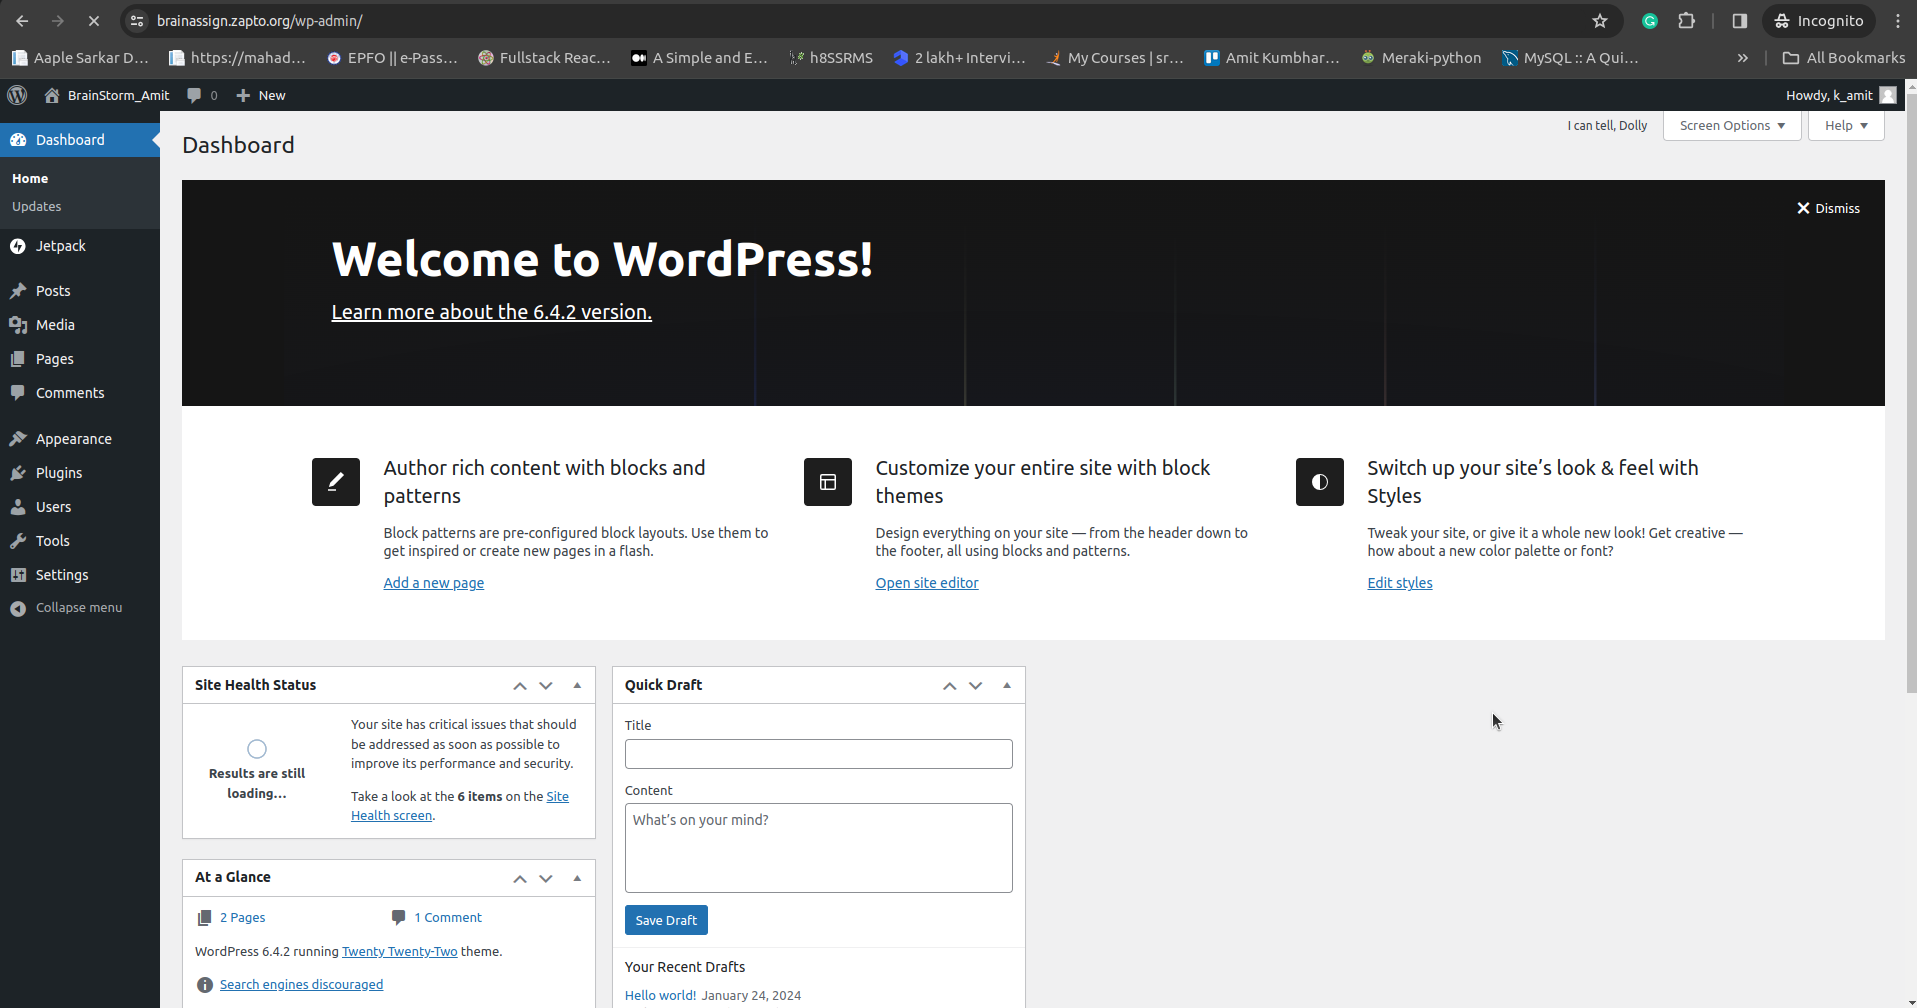 brainassign.zapto.org/wp-admin/
Incognito
Aaple Sarkar D...
https://mahad...
EPFO || e-Pass...
Fullstack Reac...
A Simple and E...
h8SSRMS
2 lakh+ Intervi...
My Courses | sr...
Amit Kumbhar...
Meraki-python
MySQL :: A Qui...
All Bookmarks
BrainStorm_Amit
0
New
Howdy, k_amit
Dashboard
Home
Updates
Jetpack
Posts
Media
Pages
Comments
Appearance
Plugins
Users
Tools
Settings
Collapse menu
I can tell, Dolly
Screen Options
Help
Dashboard
Dismiss
Welcome to WordPress!
Learn more about the 6.4.2 version.
Author rich content with blocks and
patterns
Block patterns are pre-configured block layouts. Use them to
get inspired or create new pages in a flash.
Add a new page
Customize your entire site with block
themes
Design everything on your site — from the header down to
the footer, all using blocks and patterns.
Open site editor
Switch up your site’s look & feel with
Styles
Tweak your site, or give it a whole new look! Get creative —
how about a new color palette or font?
Edit styles
Site Health Status
Results are still
loading…
Your site has critical issues that should
be addressed as soon as possible to
improve its performance and security.
Take a look at the 6 items on the Site
Health screen.
At a Glance
2 Pages
1 Comment
WordPress 6.4.2 running Twenty Twenty-Two theme.
Search engines discouraged
Quick Draft
Title
Content
What’s on your mind?
Save Draft
Your Recent Drafts
Hello world! January 24, 2024